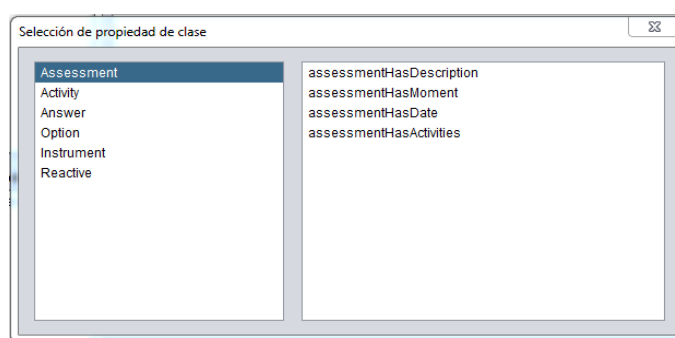 Selección de propiedad de clase
Assessment
Activity
Answer
Option
Instrument
Reactive
assessmentHasDescription
assessmentHasMoment
assessmentHasDate
assessmentHasActivities